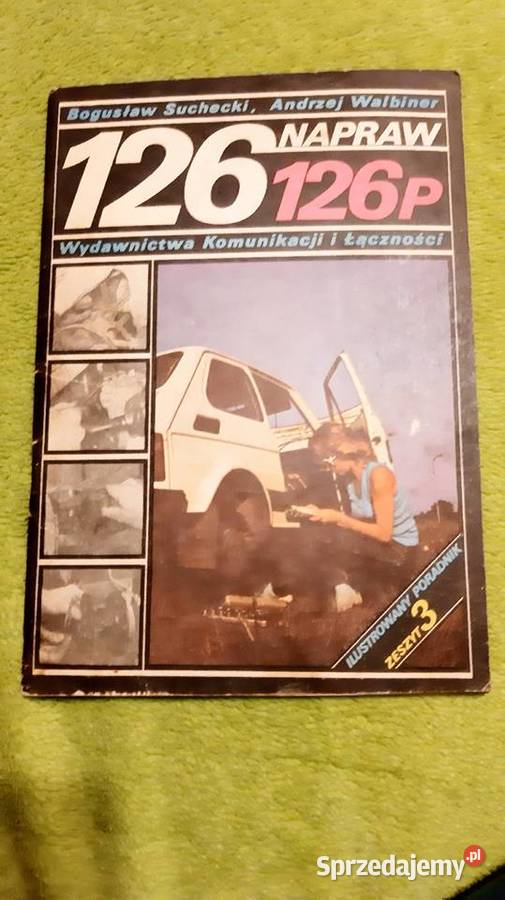 Bogusław Suchecki, Andrzej Walbiner
126 NAPRAW
126P
Wydawnictwa Komunikacji i Łączności
ILUSTROWANY PORADNIK
ZESZYT 3
Sprzedajemy.pl